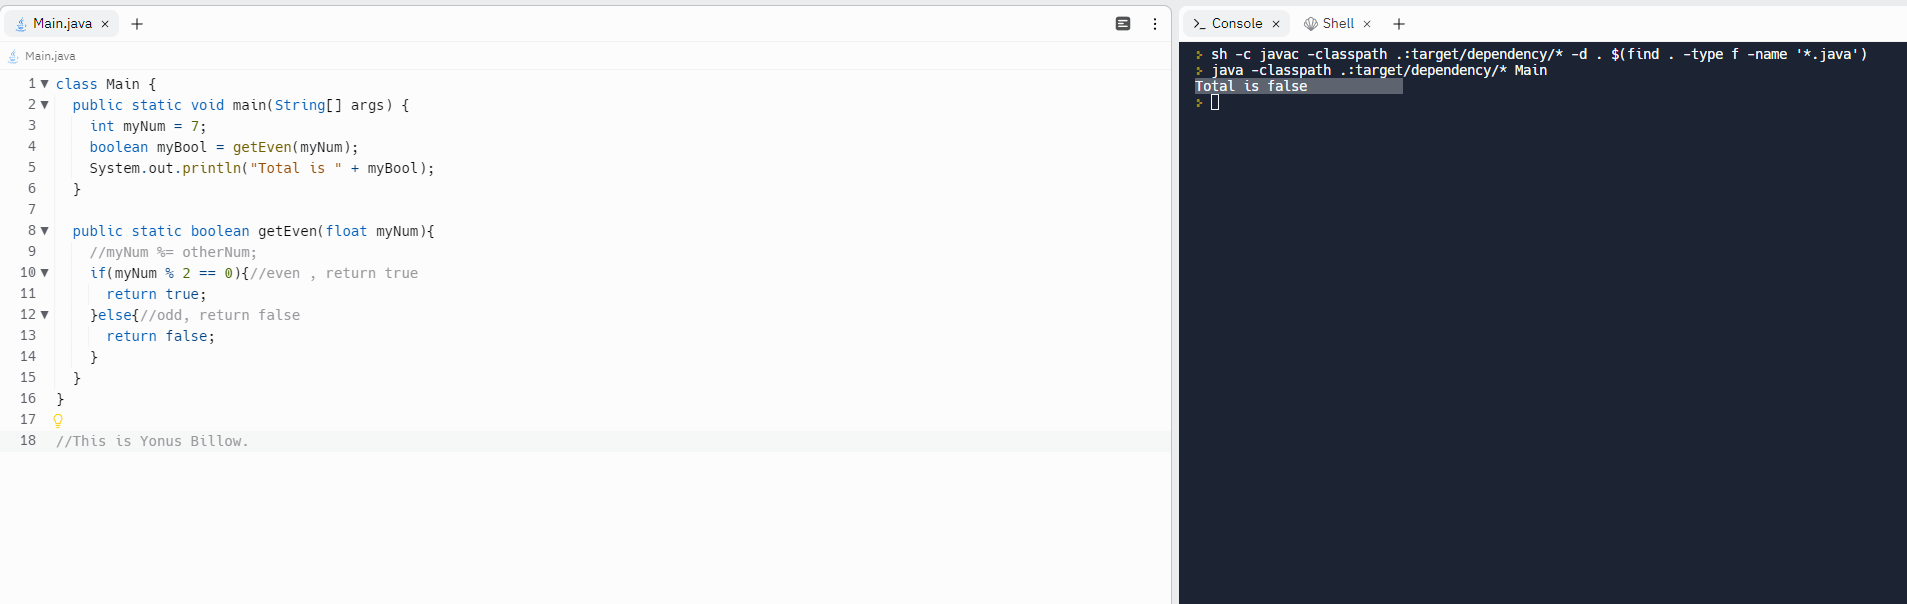 Main.java × +
Main.java
1 class Main {
2   public static void main(String[] args) {
3     int myNum = 7;
4     boolean myBool = getEven(myNum);
5     System.out.println("Total is " + myBool);
6   }
7
8   public static boolean getEven(float myNum){
9     //myNum %= otherNum;
10     if(myNum % 2 == 0){//even , return true
11       return true;
12     }else{//odd, return false
13       return false;
14     }
15   }
16 }
17
18 //This is Yonus Billow.
>_ Console × Shell × +
sh -c javac -classpath .:target/dependency/* -d . $(find . -type f -name '*.java')
java -classpath .:target/dependency/* Main
Total is false